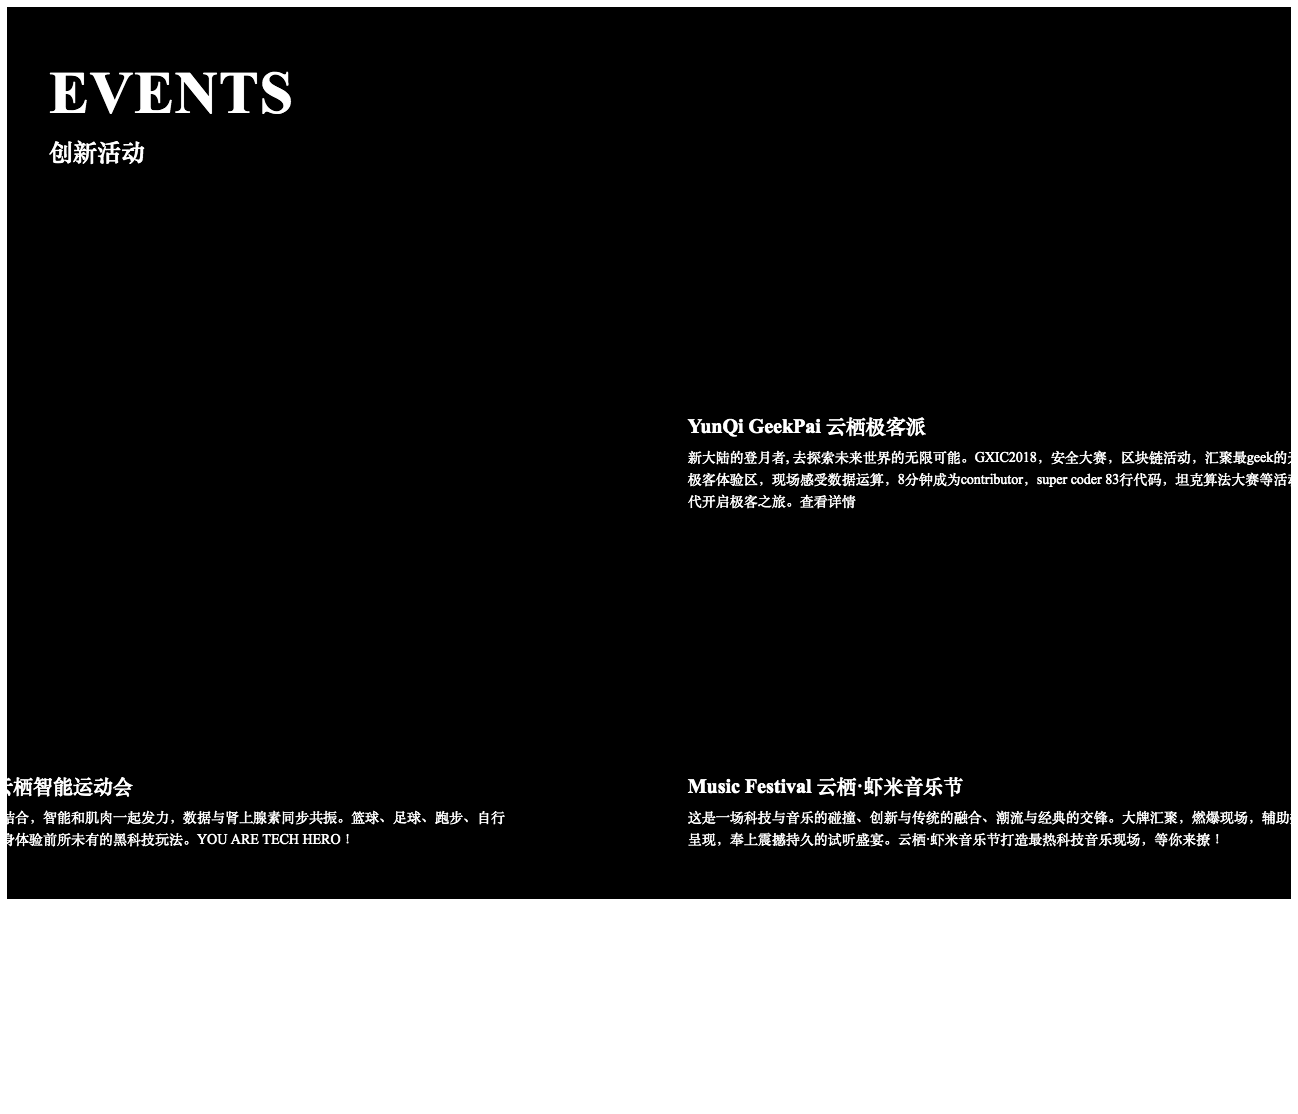 EVENTS
创新活动
YunQi GeekPai 云栖极客派
新大陆的登月者, 去探索未来世界的无限可能。GXIC2018，安全大赛，区块链活动，汇聚最geek的
极客体验区，现场感受数据运算，8分钟成为contributor，super coder 83行代码，坦克算法大赛等活
代开启极客之旅。查看详情
云栖智能运动会
结合，智能和肌肉一起发力，数据与肾上腺素同步共振。篮球、足球、跑步、自行
身体验前所未有的黑科技玩法。YOU ARE TECH HERO！
Music Festival 云栖·虾米音乐节
这是一场科技与音乐的碰撞、创新与传统的融合、潮流与经典的交锋。大牌汇聚，燃爆现场，辅助
呈现，奉上震撼持久的试听盛宴。云栖·虾米音乐节打造最热科技音乐现场，等你来撩！